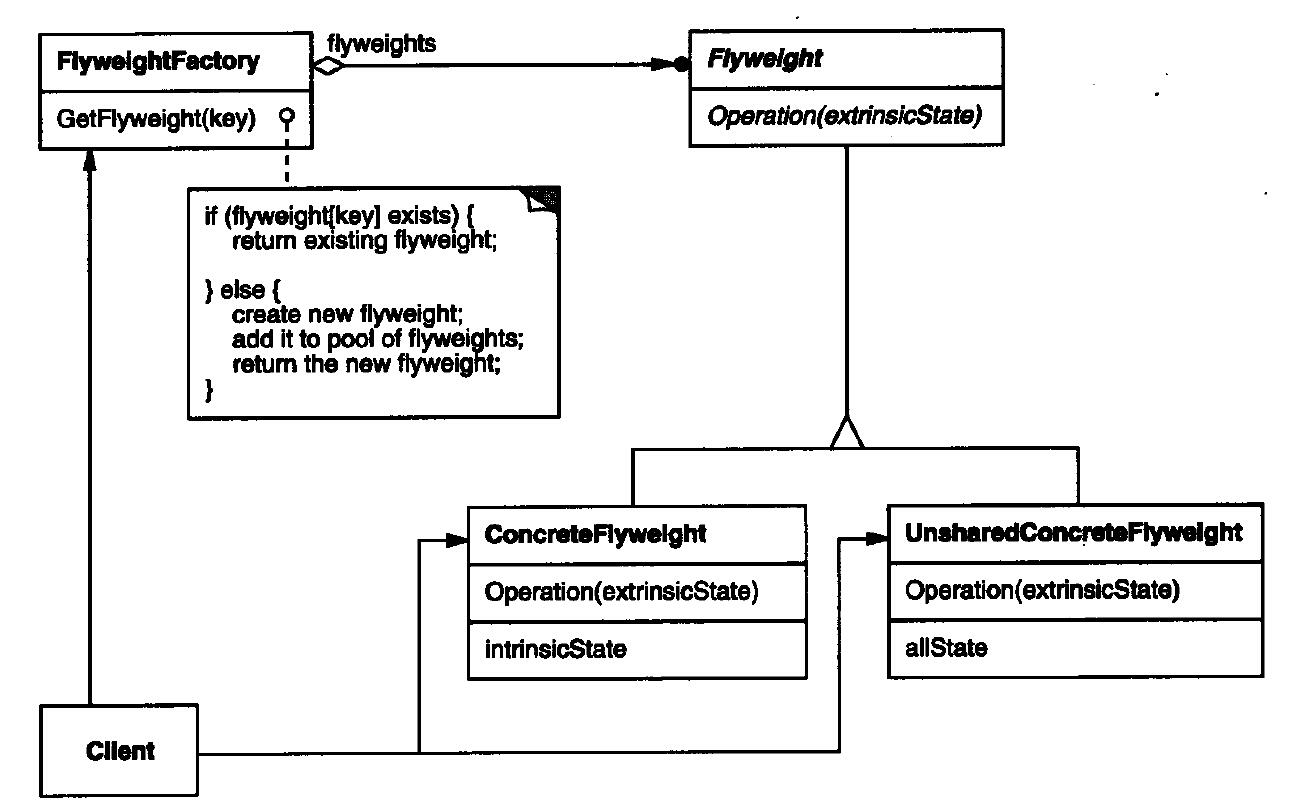 FlyweightFactory
flyweights
Flyweight
GetFlyweight(key)
Operation(extrinsicState)
if (flyweight[key] exists) {
return existing flyweight;
} else {
create new flyweight;
add it to pool of flyweights;
return the new flyweight;
}
ConcreteFlyweight
Operation(extrinsicState)
intrinsicState
UnsharedConcreteFlyweight
Operation(extrinsicState)
allState
Client